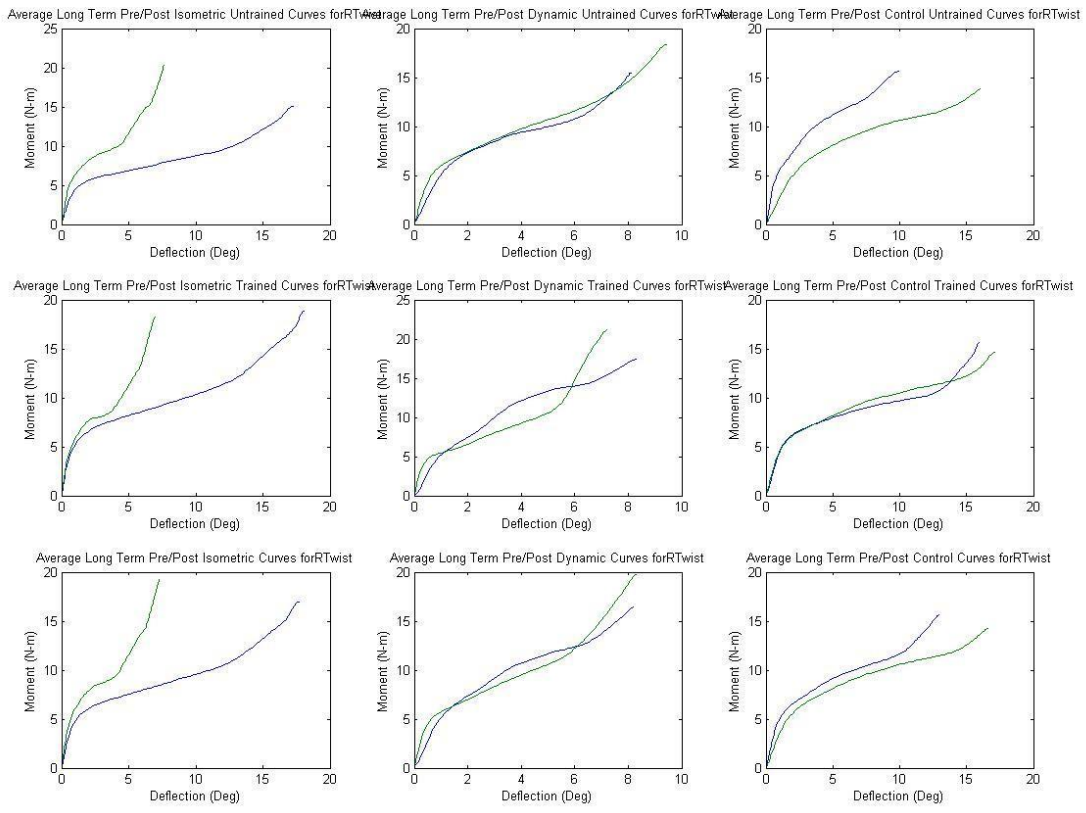 Average Long Term Pre/Post Isometric Untrained Curves forRTwist
Moment (N-m)
25
20
15
10
5
0
0 5 10 15 20
Deflection (Deg)
Average Long Term Pre/Post Dynamic Untrained Curves forRTwist
Moment (N-m)
20
15
10
5
0
0 2 4 6 8 10
Deflection (Deg)
Average Long Term Pre/Post Control Untrained Curves forRTwist
Moment (N-m)
20
15
10
5
0
0 5 10 15 20
Deflection (Deg)
Average Long Term Pre/Post Isometric Trained Curves forRTwist
Moment (N-m)
20
15
10
5
0
0 5 10 15 20
Deflection (Deg)
Average Long Term Pre/Post Dynamic Trained Curves forRTwist
Moment (N-m)
25
20
15
10
5
0
0 2 4 6 8 10
Deflection (Deg)
Average Long Term Pre/Post Control Trained Curves forRTwist
Moment (N-m)
20
15
10
5
0
0 5 10 15 20
Deflection (Deg)
Average Long Term Pre/Post Isometric Curves forRTwist
Moment (N-m)
20
15
10
5
0
0 5 10 15 20
Deflection (Deg)
Average Long Term Pre/Post Dynamic Curves forRTwist
Moment (N-m)
20
15
10
5
0
0 2 4 6 8 10
Deflection (Deg)
Average Long Term Pre/Post Control Curves forRTwist
Moment (N-m)
20
15
10
5
0
0 5 10 15 20
Deflection (Deg)